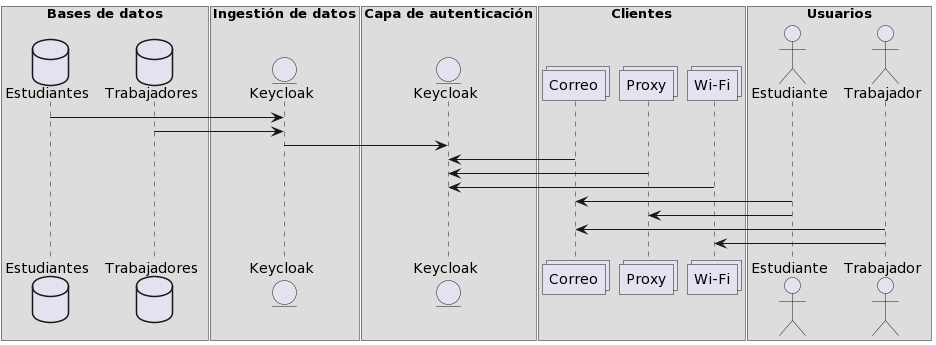 Bases de datos
Ingestión de datos
Capa de autenticación
Clientes
Usuarios
Estudiantes
Trabajadores
Keycloak
Keycloak
Correo
Proxy
Wi-Fi
Estudiante
Trabajador
Estudiantes
Trabajadores
Keycloak
Keycloak
Correo
Proxy
Wi-Fi
Estudiante
Trabajador